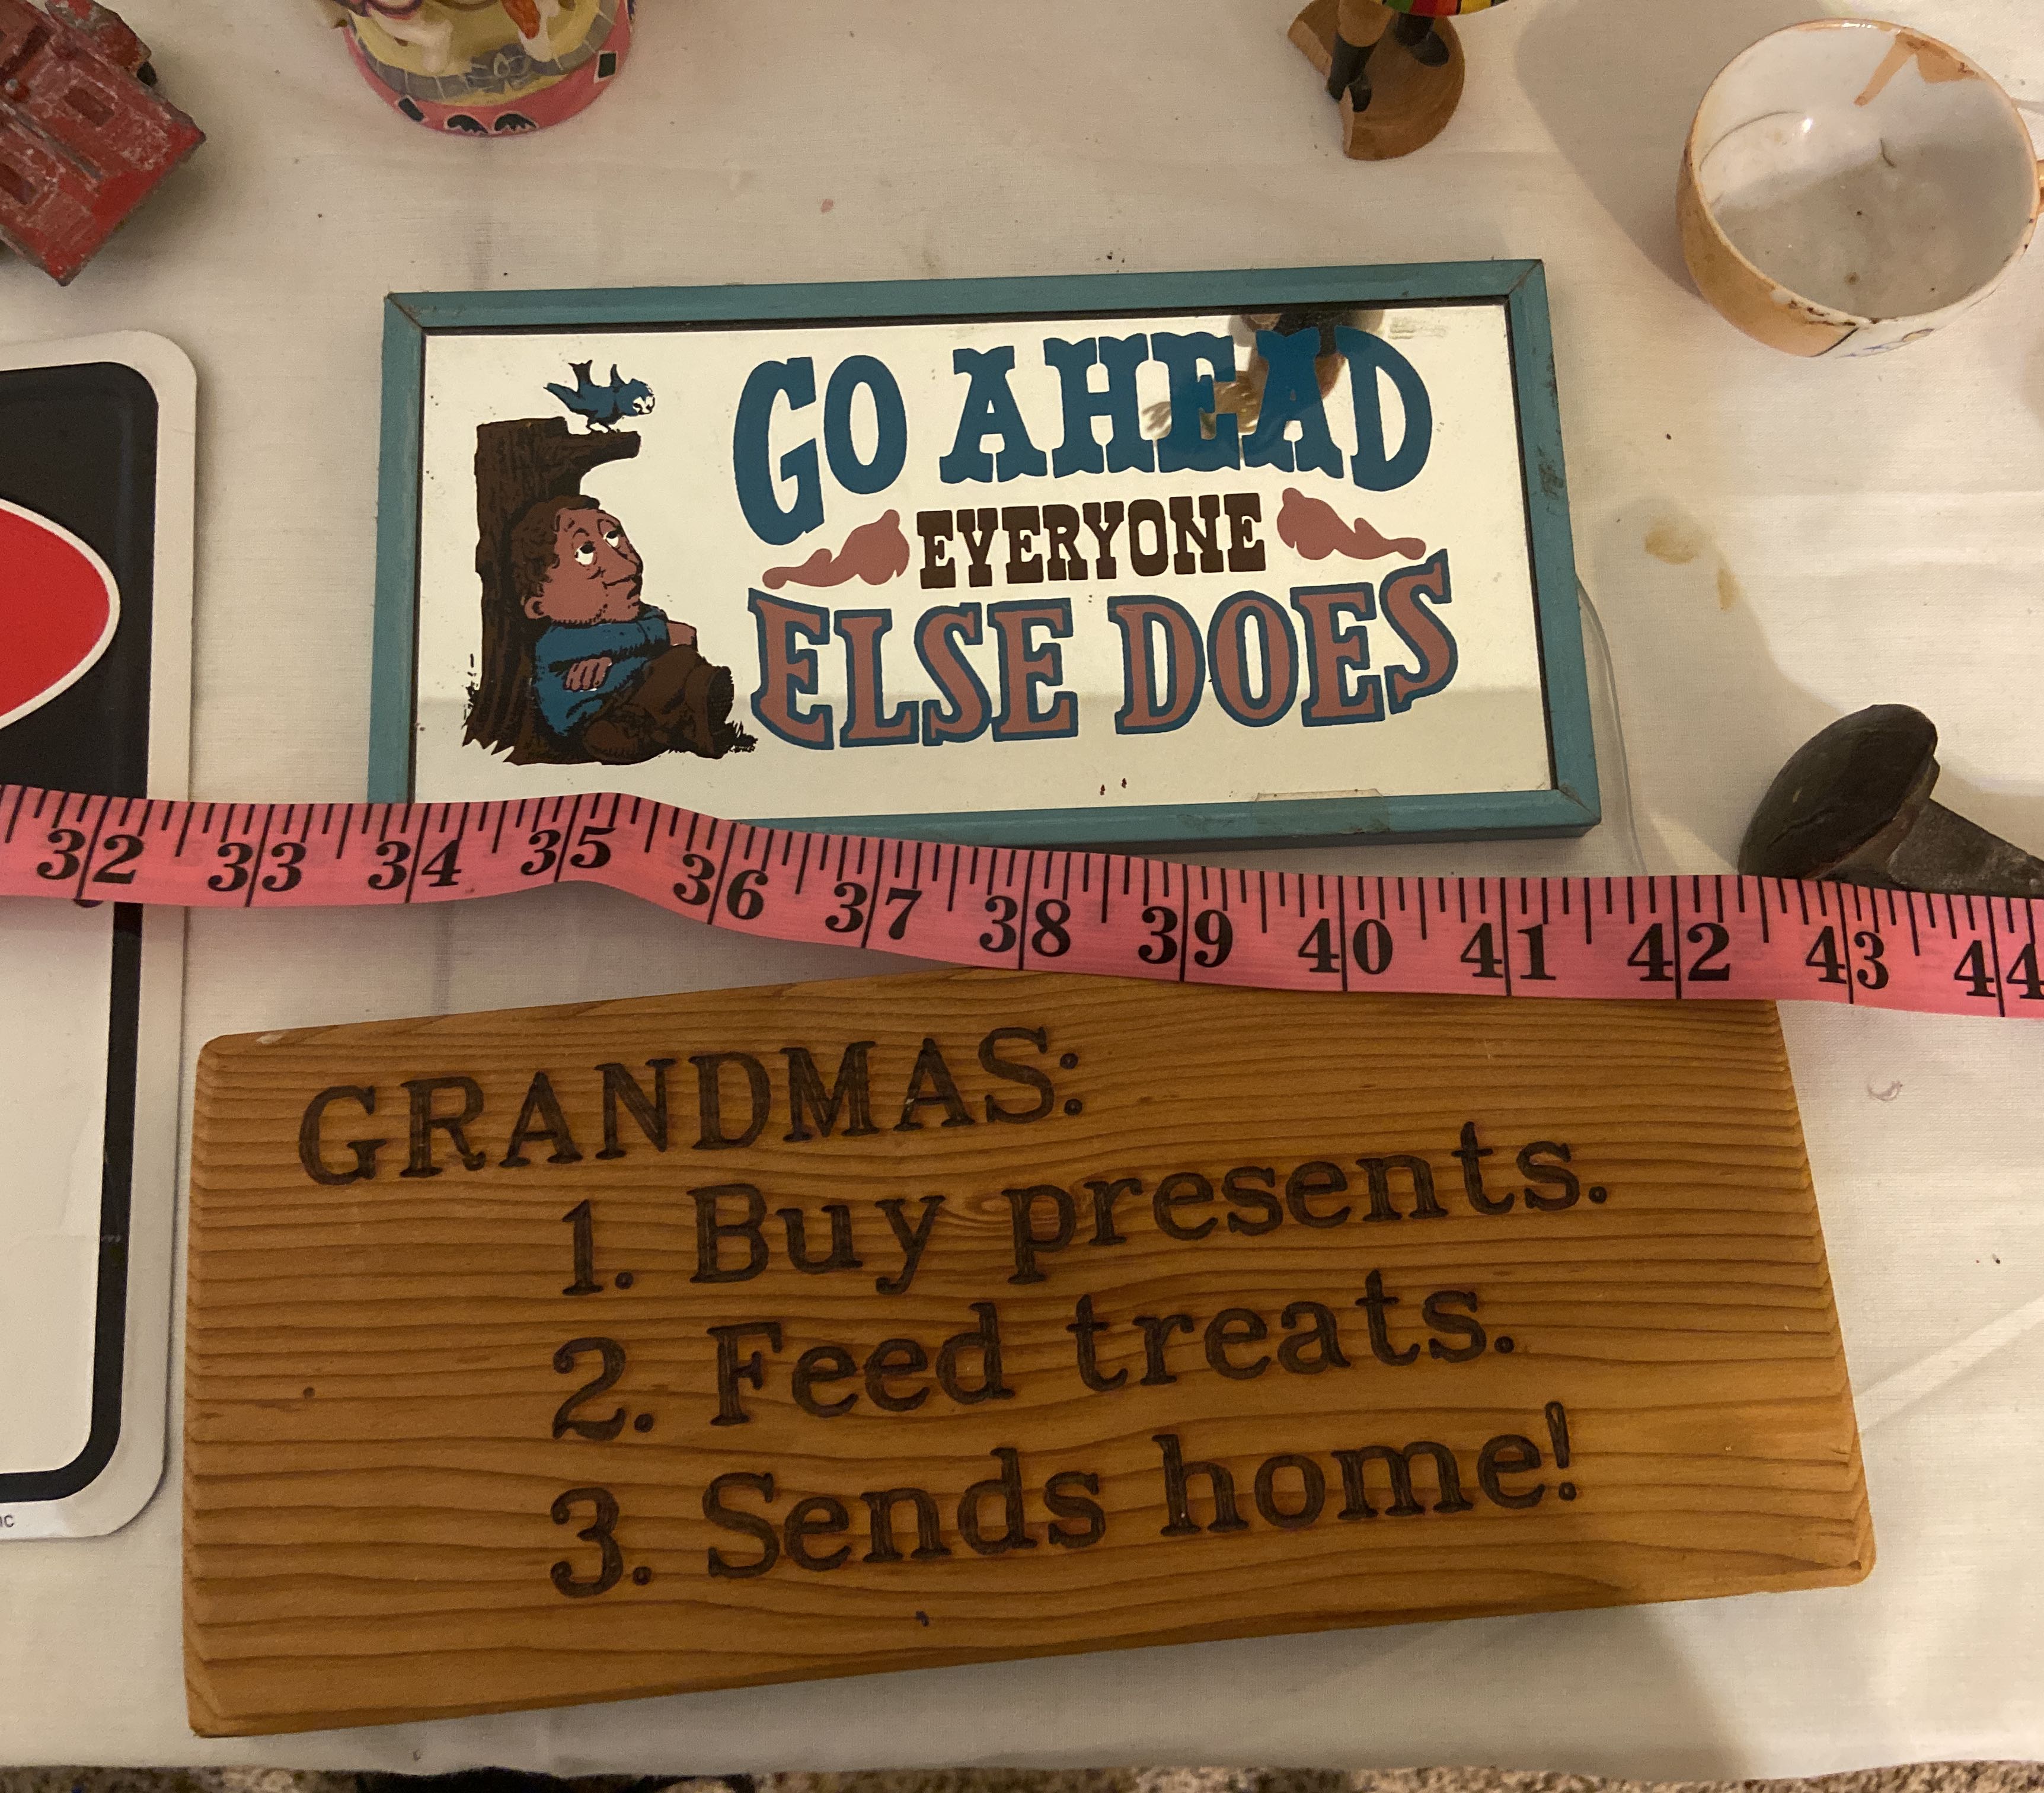 GO AHEAD
EVERYONE
ELSE DOES
32 33 34 35 36 37 38 39 40 41 42 43 44
GRANDMAS:
1. Buy presents.
2. Feed treats.
3. Sends home!